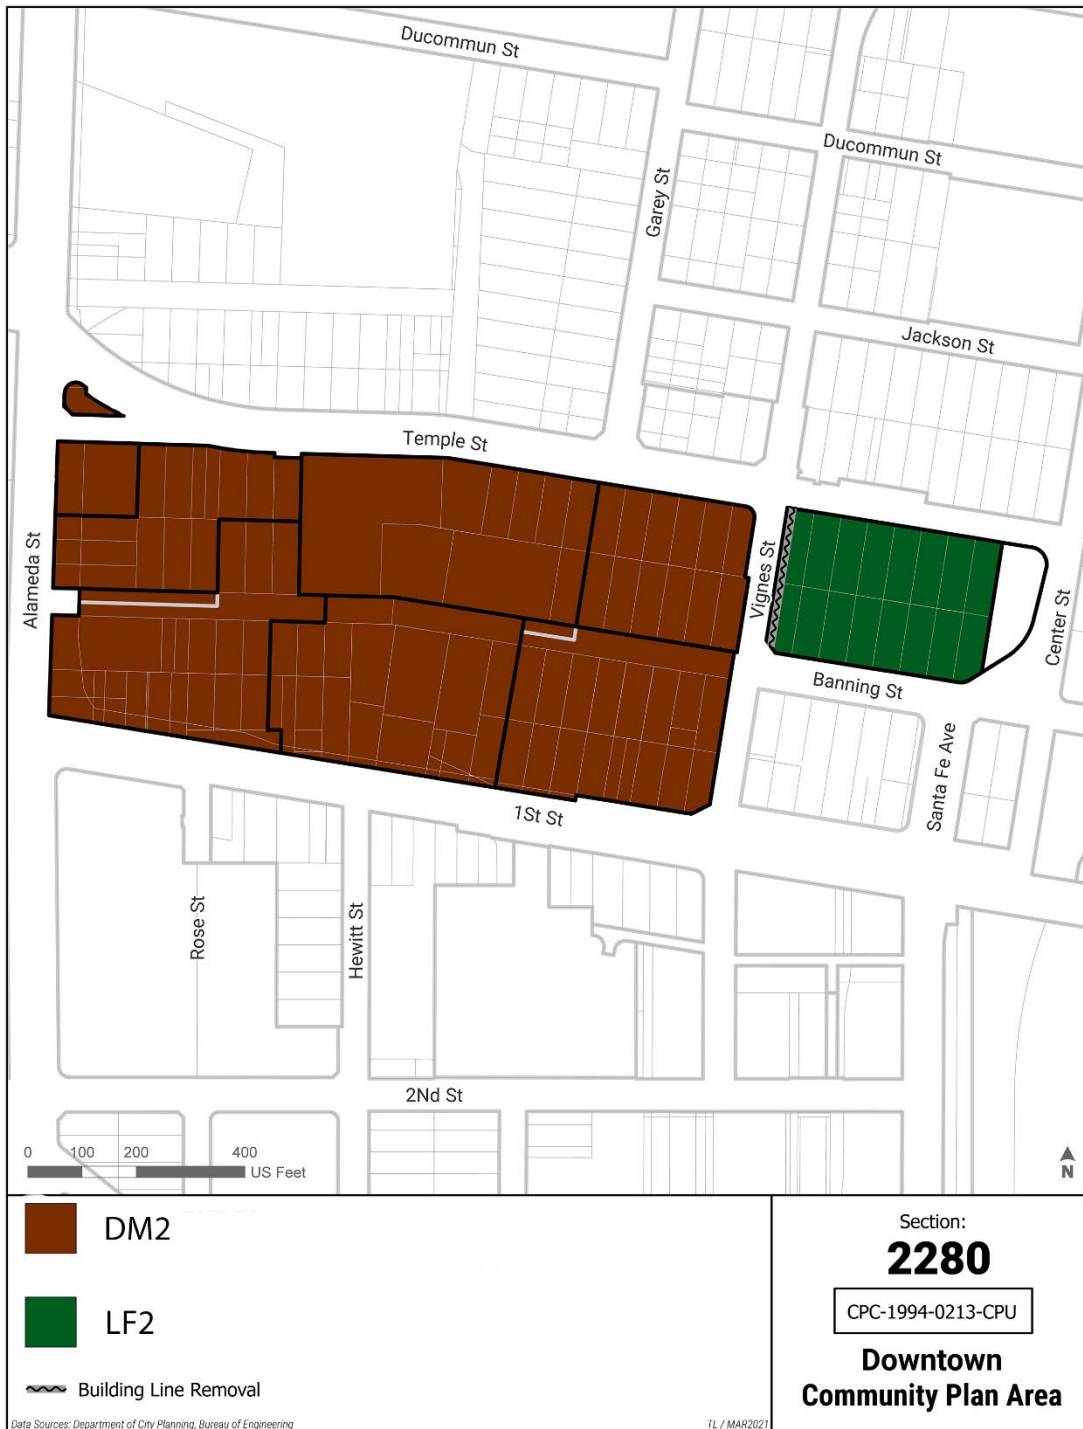 Ducommun St
Ducommun St
Garey St
Jackson St
Temple St
Alameda St
Vignes St
Center St
Banning St
Santa Fe Ave
1St St
Rose St
Hewitt St
2Nd St
0 100 200 400
US Feet
N
DM2
LF2
Building Line Removal
Data Sources: Department of City Planning, Bureau of Engineering
TL / MAR2021
Section:
2280
CPC-1994-0213-CPU
Downtown
Community Plan Area